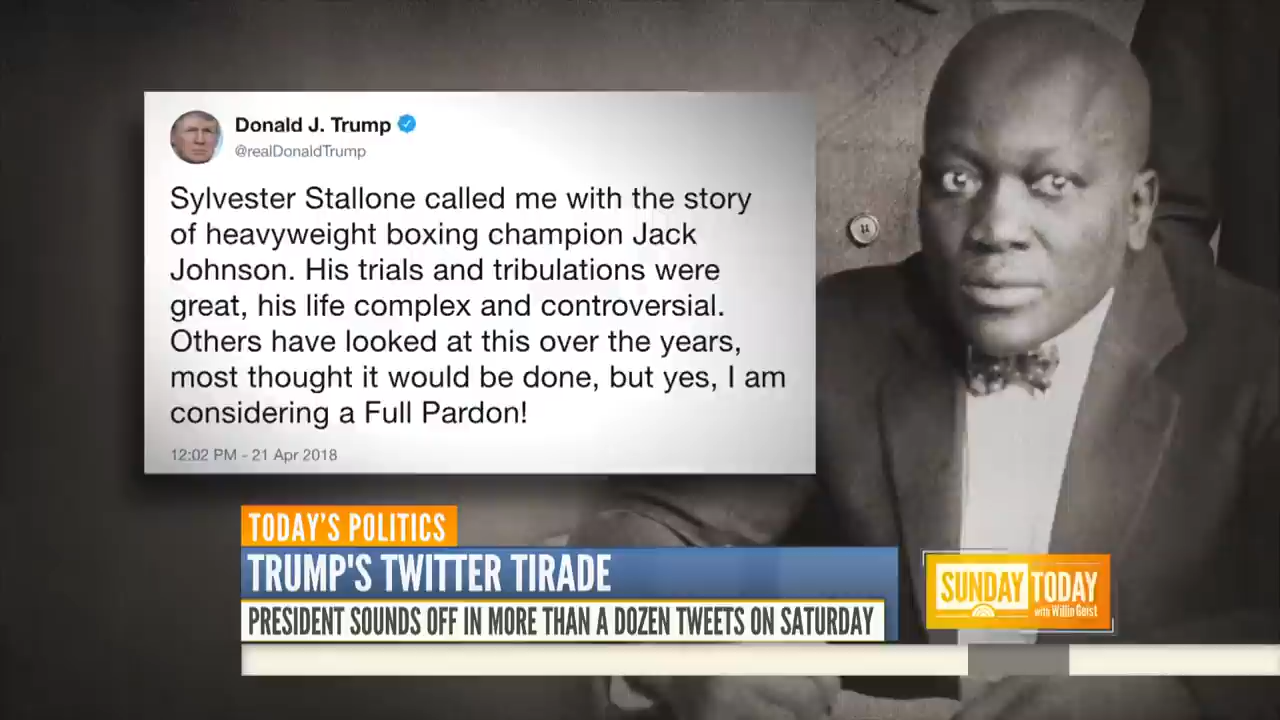 Donald J. Trump
@realDonaldTrump
Sylvester Stallone called me with the story
of heavyweight boxing champion Jack
Johnson. His trials and tribulations were
great, his life complex and controversial.
Others have looked at this over the years,
most thought it would be done, but yes, I am
considering a Full Pardon!
12:02 PM - 21 Apr 2018
TODAY'S POLITICS
TRUMP'S TWITTER TIRADE
PRESIDENT SOUNDS OFF IN MORE THAN A DOZEN TWEETS ON SATURDAY
SUNDAY TODAY
with Willie Geist